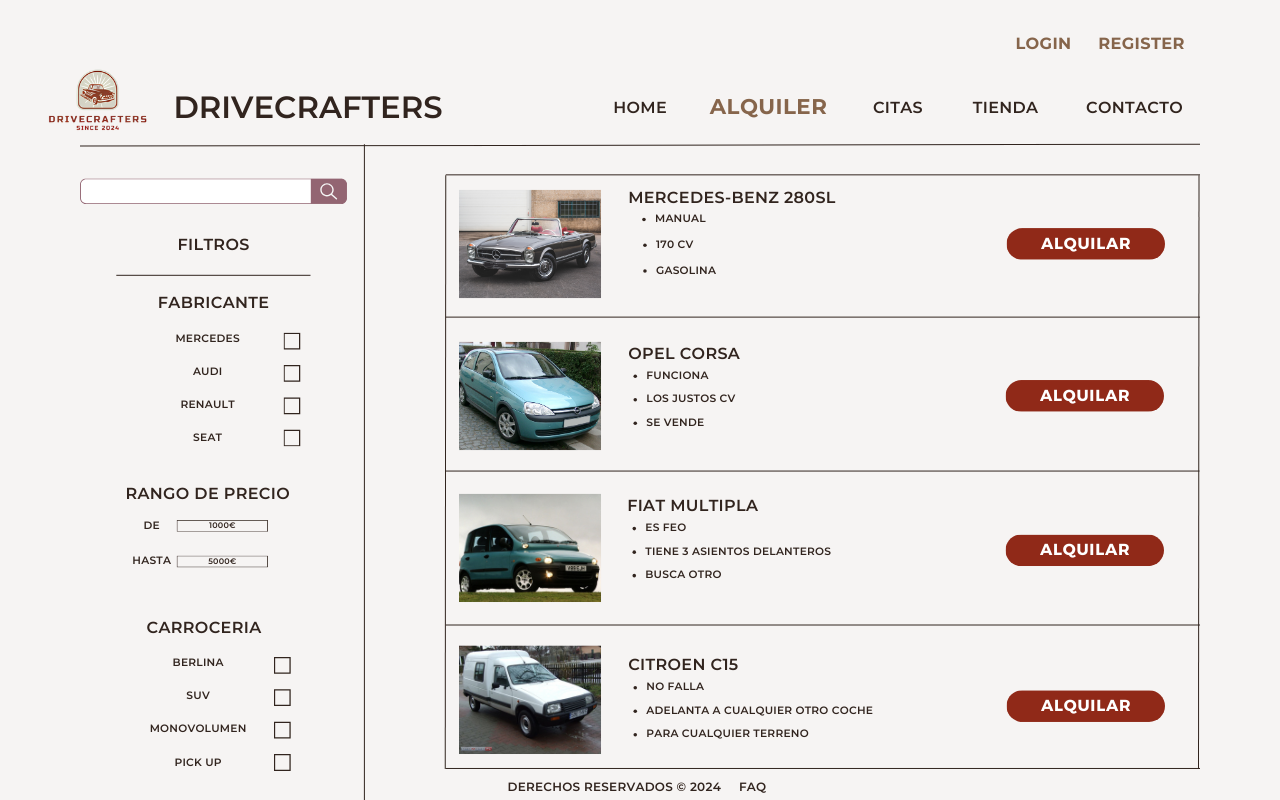 LOGIN REGISTER
DRIVECRAFTERS
SINCE 2024
DRIVECRAFTERS
HOME ALQUILER CITAS TIENDA CONTACTO
FILTROS
FABRICANTE
MERCEDES
AUDI
RENAULT
SEAT
RANGO DE PRECIO
DE 1000€
HASTA 5000€
CARROCERIA
BERLINA
SUV
MONOVOLUMEN
PICK UP
MERCEDES-BENZ 280SL
• MANUAL
• 170 CV
• GASOLINA
ALQUILAR
OPEL CORSA
• FUNCIONA
• LOS JUSTOS CV
• SE VENDE
ALQUILAR
FIAT MULTIPLA
• ES FEO
• TIENE 3 ASIENTOS DELANTEROS
• BUSCA OTRO
ALQUILAR
CITROEN C15
• NO FALLA
• ADELANTA A CUALQUIER OTRO COCHE
• PARA CUALQUIER TERRENO
ALQUILAR
DERECHOS RESERVADOS © 2024 FAQ